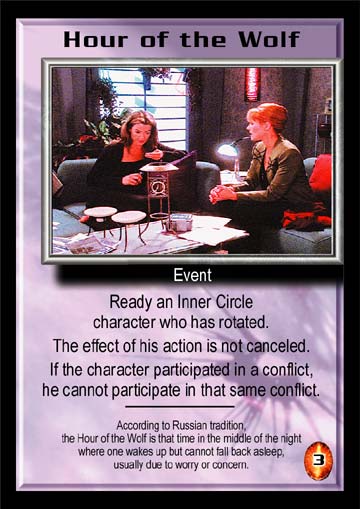 Hour of the Wolf
Event
Ready an Inner Circle
character who has rotated.
The effect of his action is not canceled.
If the character participated in a conflict,
he cannot participate in that same conflict.
According to Russian tradition,
the Hour of the Wolf is that time in the middle of the night
where one wakes up but cannot fall back asleep,
usually due to worry or concern.
3